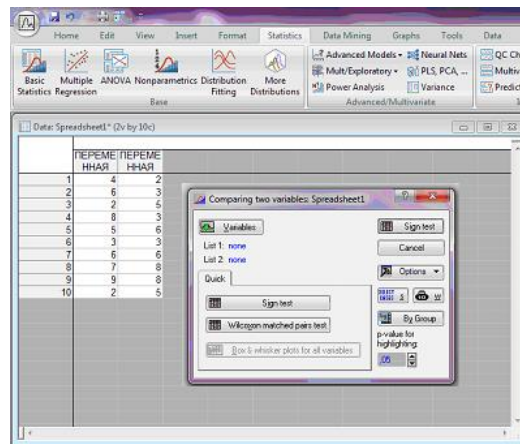 Home Edit View Insert Format Statistics Data Mining Graphs Tools Data
Basic Statistics
Multiple Regression
ANOVA
Nonparametrics
Distribution Fitting
More Distributions
Base
Advanced Models
Mult/Exploratory
Power Analysis
Neural Nets
PLS, PCA, ...
Variance
Advanced/Multivariate
QC Ch
Multiv
Predict
Data: Spreadsheet1* (2v by 10c)
ПЕРЕМЕ ПЕРЕМЕ
ННАЯ ННАЯ
1 4 2
2 6 3
3 2 5
4 8 3
5 5 6
6 3 3
7 6 6
8 7 8
9 9 8
10 2 5
Comparing two variables: Spreadsheet1
Variables
List 1: none
List 2: none
Quick
Sign test
Wilcoxon matched pairs test
Box & whisker plots for all variables
Sign test
Cancel
Options
S
W
By Group
p-value for
highlighting:
,05